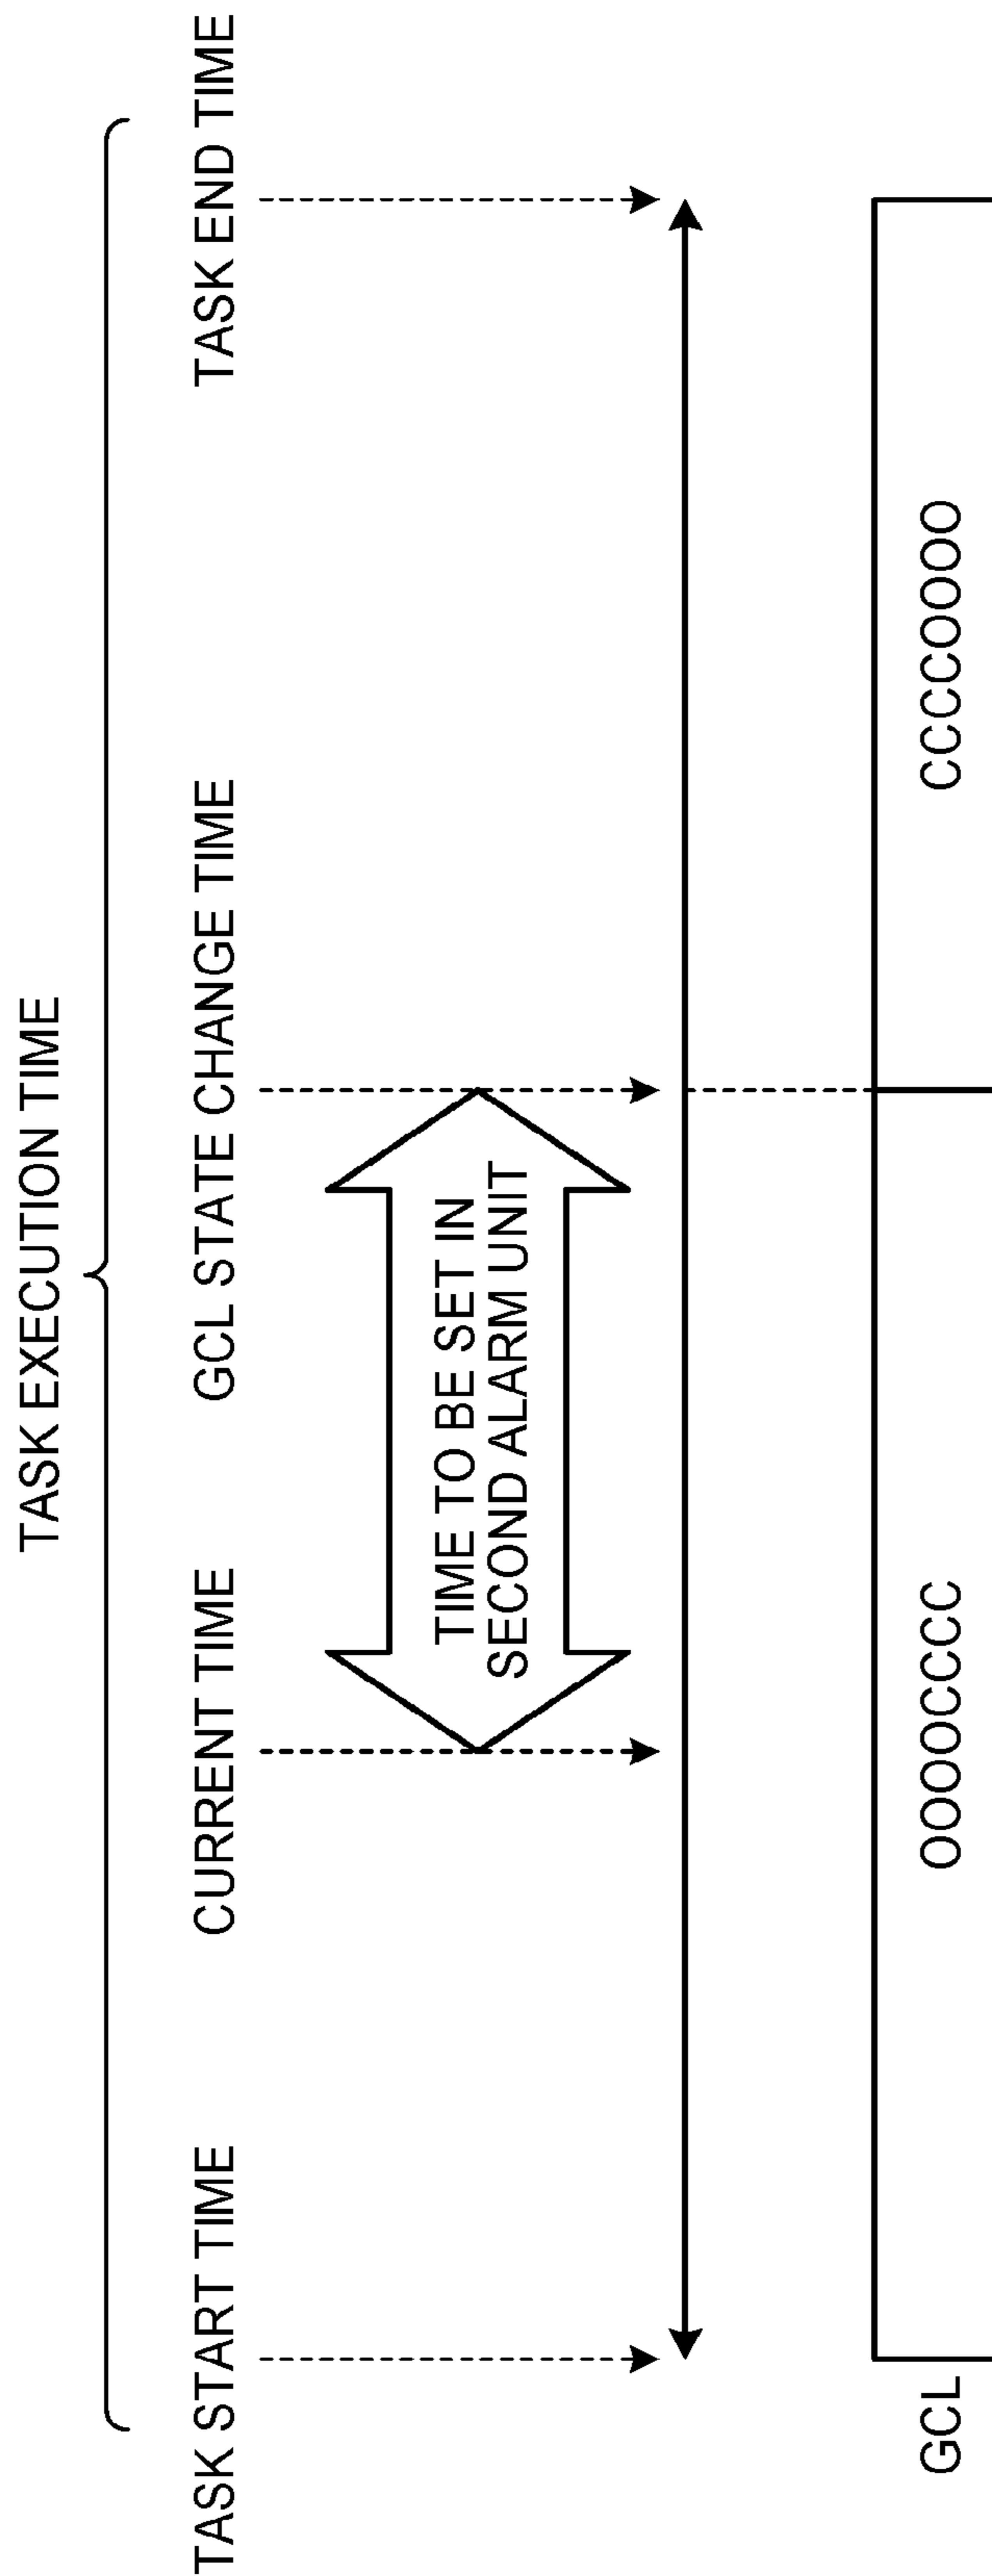 TASK EXECUTION TIME
TASK START TIME
CURRENT TIME
GCL STATE CHANGE TIME
TASK END TIME
TIME TO BE SET IN
SECOND ALARM UNIT
GCL
OOOOCCCC
CCCCOOOO